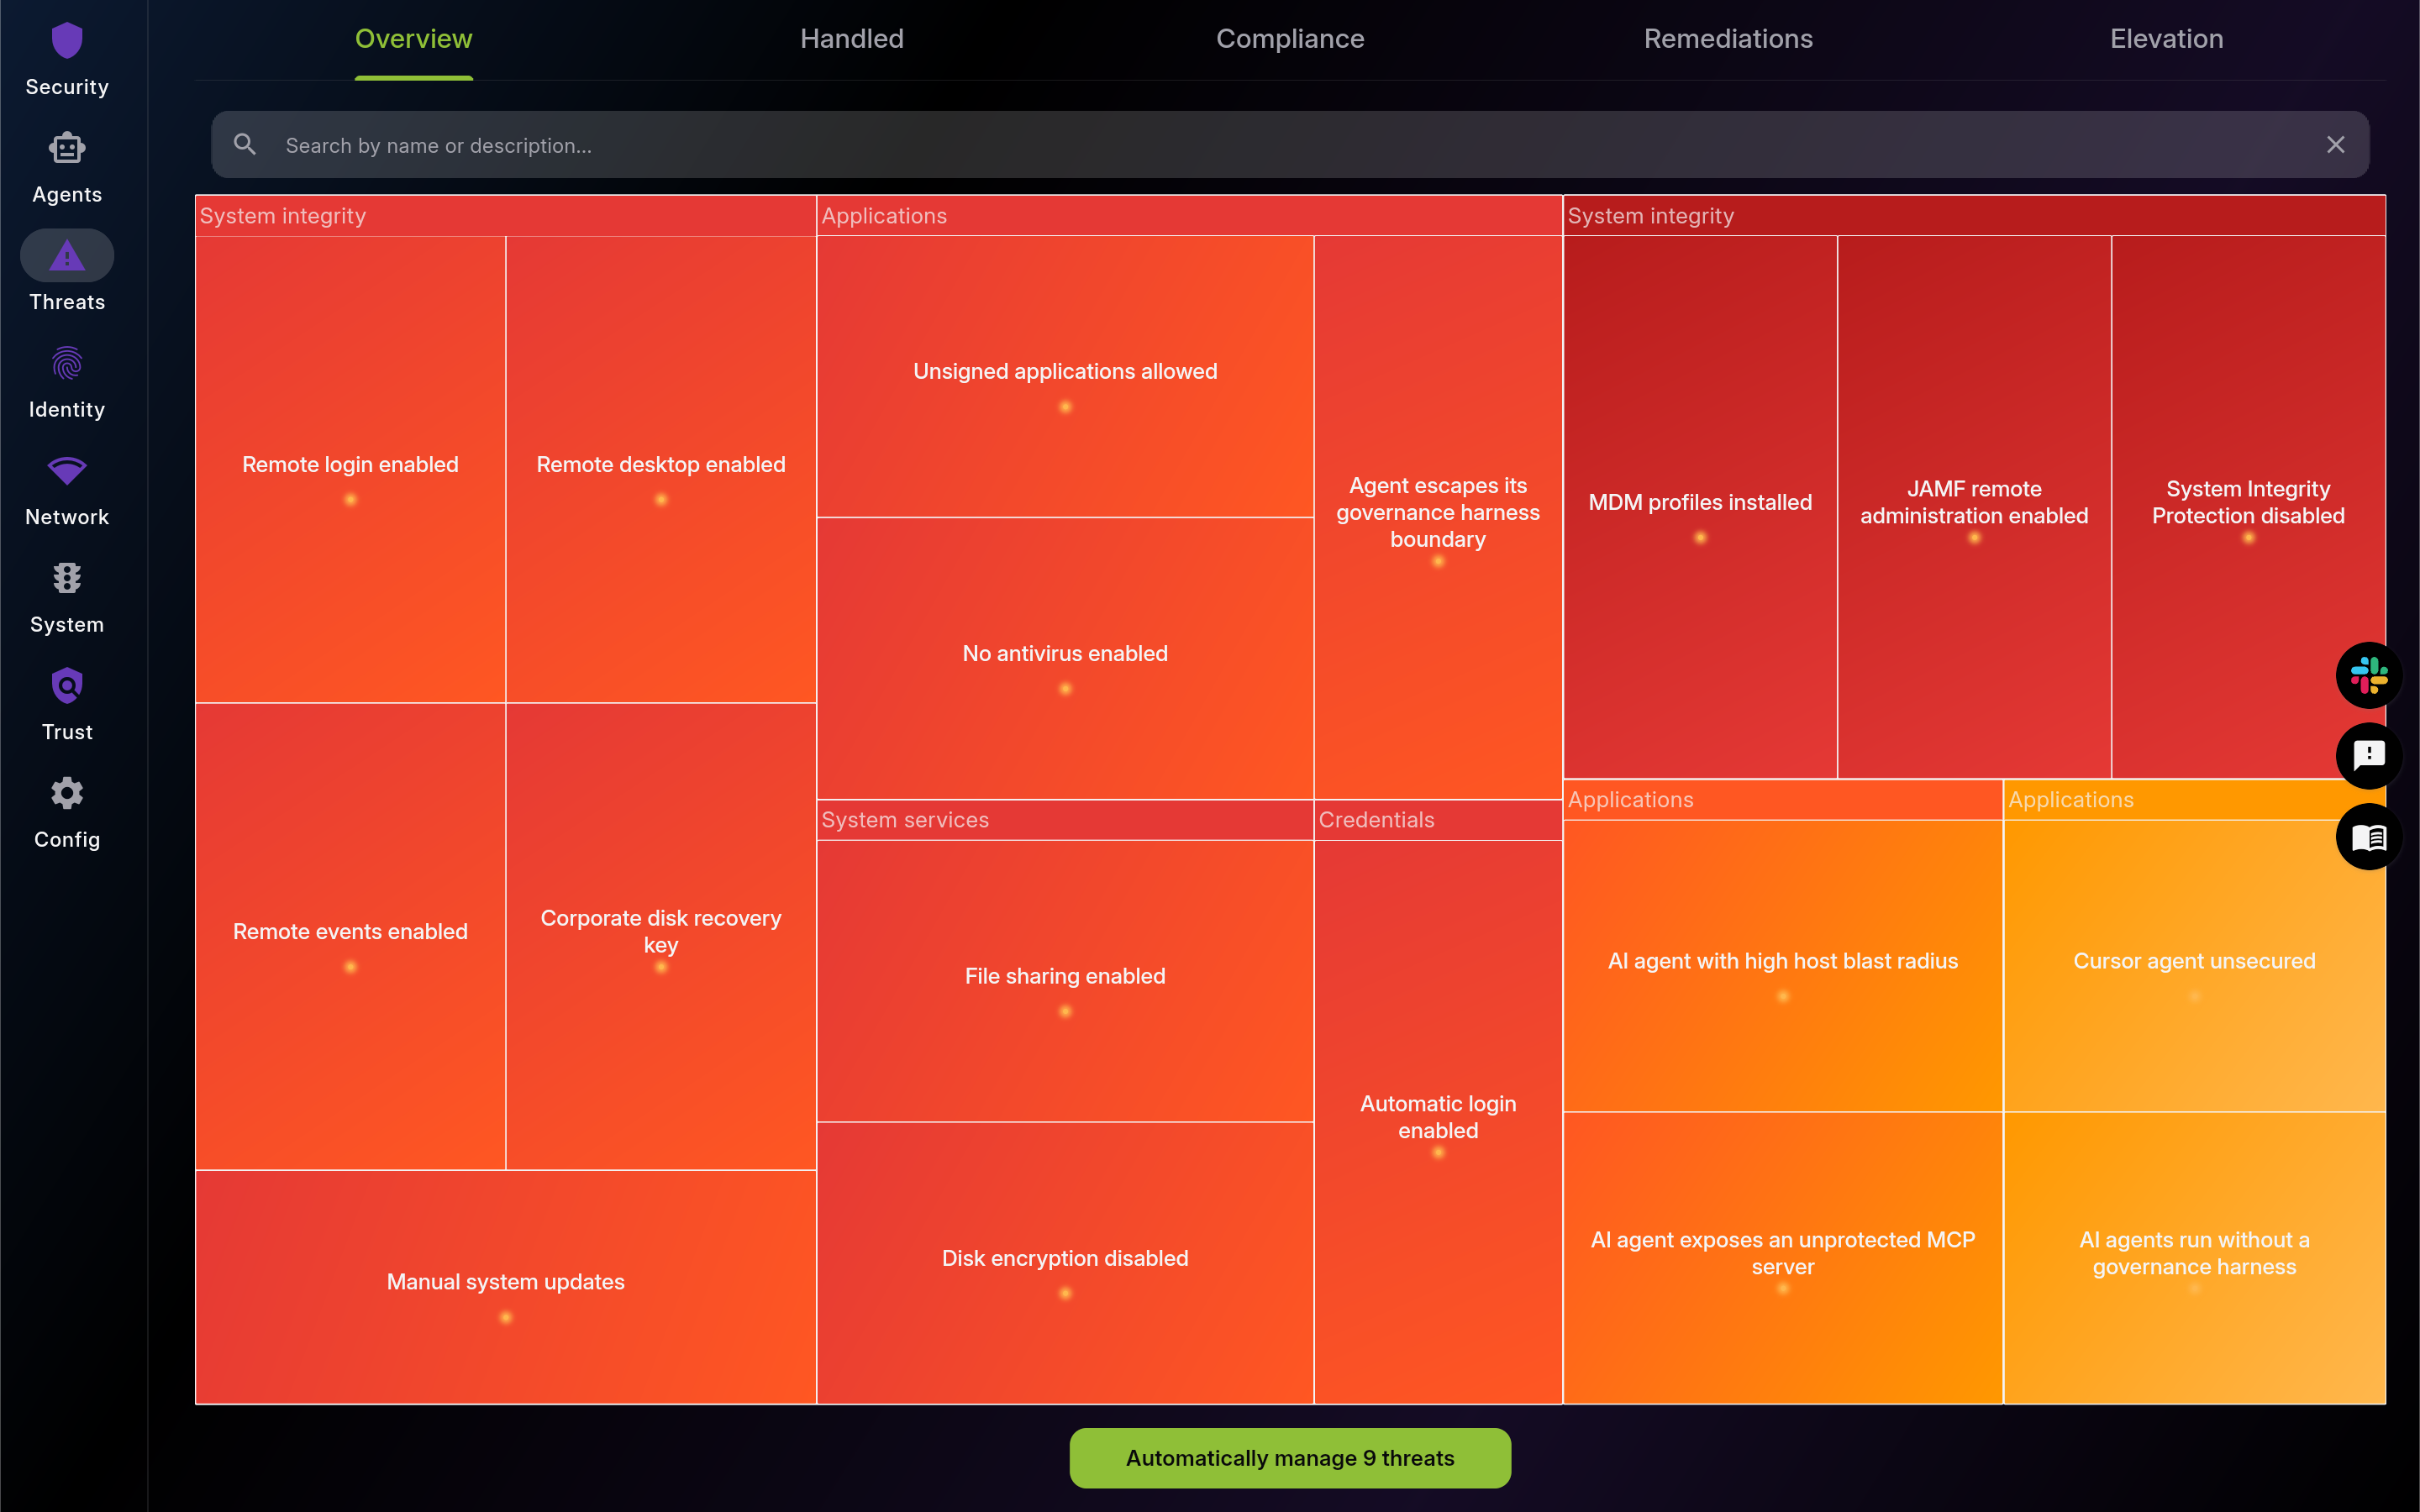 Security
Agents
Threats
Identity
Network
System
Trust
Config
Overview
Handled
Compliance
Remediations
Elevation
Search by name or description...
System integrity
Remote login enabled
Remote desktop enabled
Remote events enabled
Corporate disk recovery
key
Manual system updates
Applications
Unsigned applications allowed
No antivirus enabled
Agent escapes its
governance harness
boundary
System services
File sharing enabled
Disk encryption disabled
Credentials
Automatic login
enabled
System integrity
MDM profiles installed
JAMF remote
administration enabled
System Integrity
Protection disabled
Applications
AI agent with high host blast radius
AI agent exposes an unprotected MCP
server
Applications
Cursor agent unsecured
AI agents run without a
governance harness
Automatically manage 9 threats